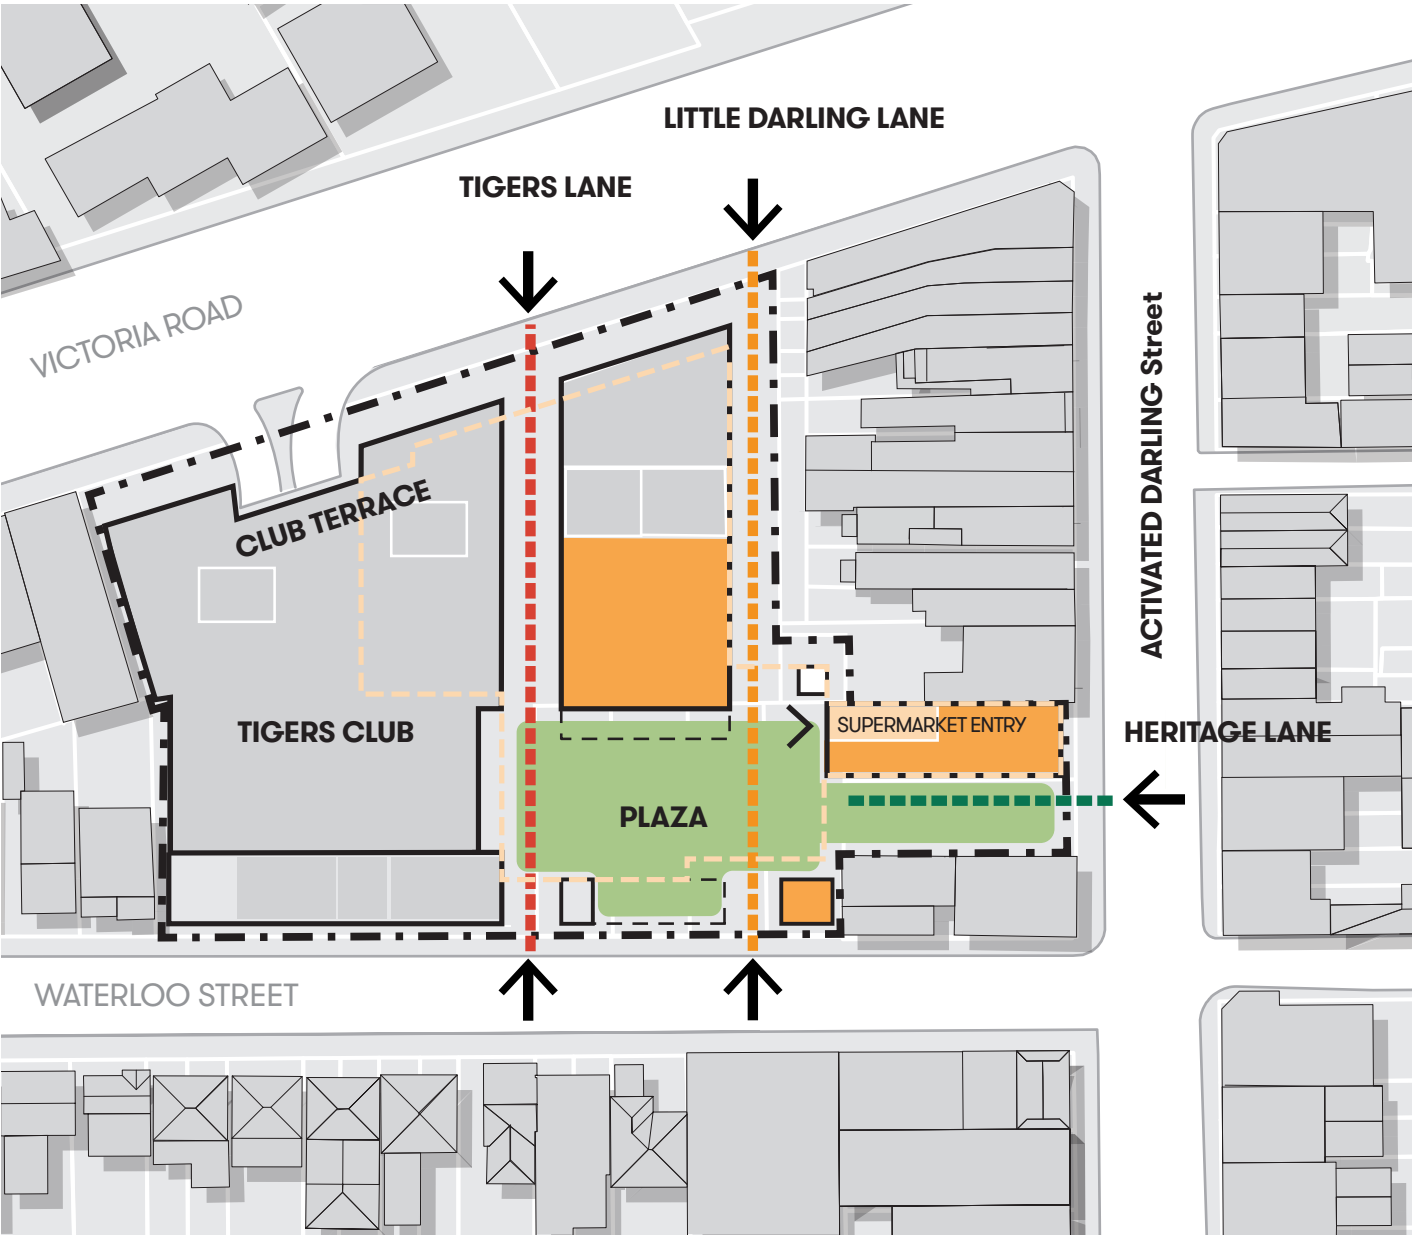 LITTLE DARLING LANE
TIGERS LANE
VICTORIA ROAD
ACTIVATED DARLING Street
CLUB TERRACE
TIGERS CLUB
SUPERMARKET ENTRY
HERITAGE LANE
PLAZA
WATERLOO STREET